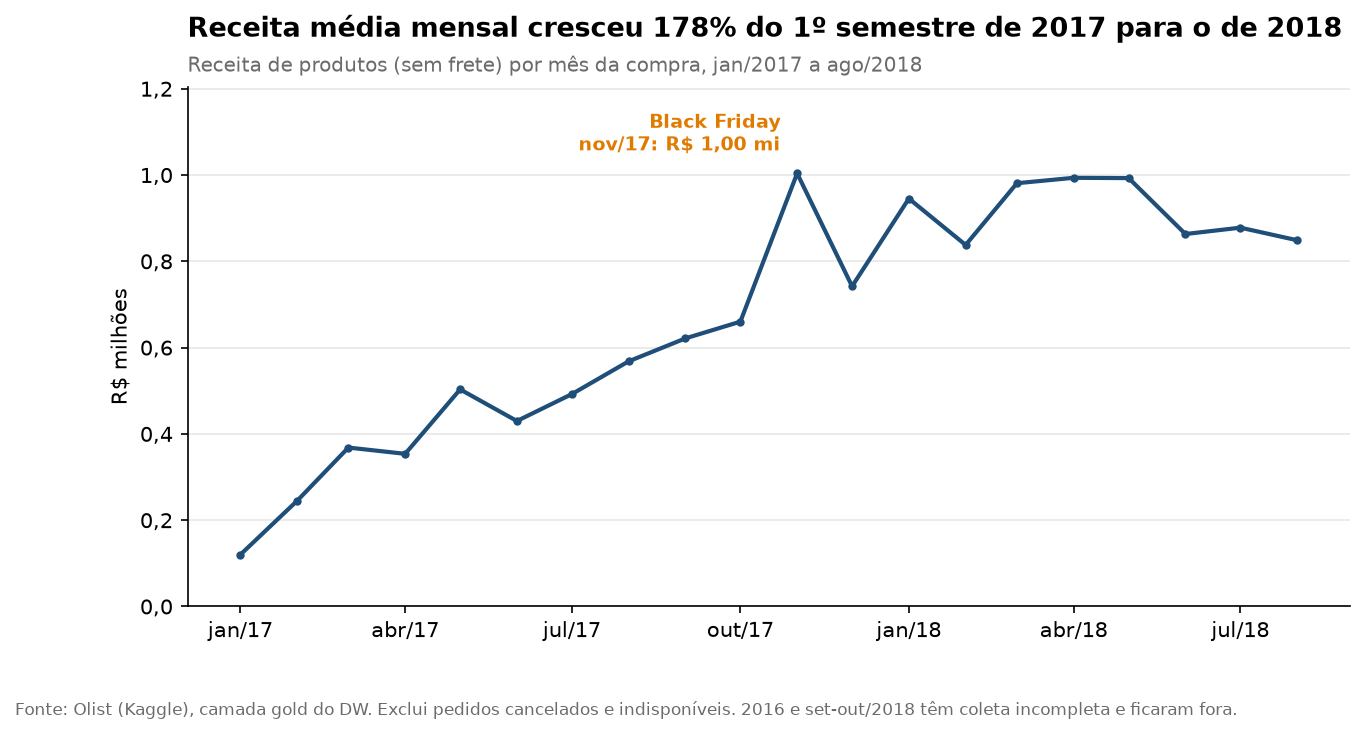 Receita média mensal cresceu 178% do 1º semestre de 2017 para o de 2018
Receita de produtos (sem frete) por mês da compra, jan/2017 a ago/2018
Black Friday
nov/17: R$ 1,00 mi
R$ milhões
1,2
1,0
0,8
0,6
0,4
0,2
0,0
jan/17 abr/17 jul/17 out/17 jan/18 abr/18 jul/18
Fonte: Olist (Kaggle), camada gold do DW. Exclui pedidos cancelados e indisponíveis. 2016 e set-out/2018 têm coleta incompleta e ficaram fora.